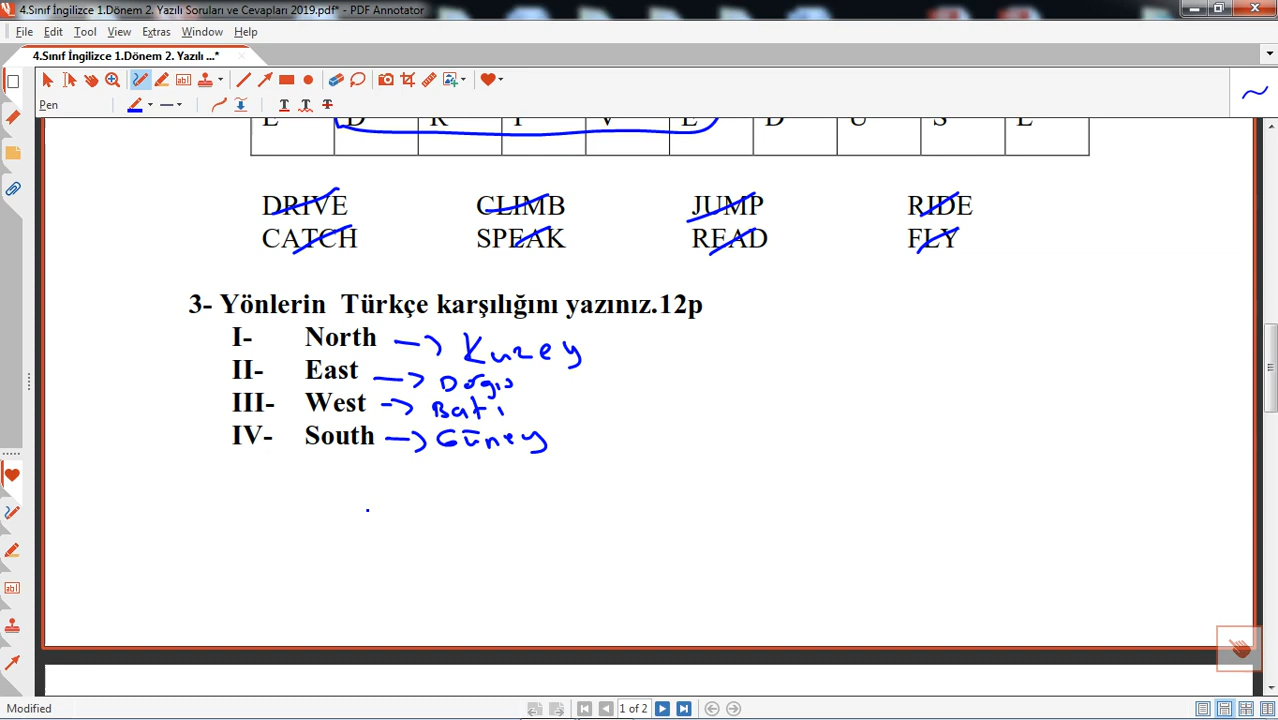 4.Sınıf İngilizce 1.Dönem 2. Yazılı Soruları ve Cevapları 2019.pdf* - PDF Annotator
File Edit Tool View Extras Window Help
4.Sınıf İngilizce 1.Dönem 2. Yazılı ...*
Pen
E D R I V E D U S E
DRIVE CLIMB JUMP RIDE
CATCH SPEAK READ FLY
3- Yönlerin Türkçe karşılığını yazınız.12p
I- North → Kuzey
II- East → Doğu
III- West → Batı
IV- South → Güney
Modified 1 of 2